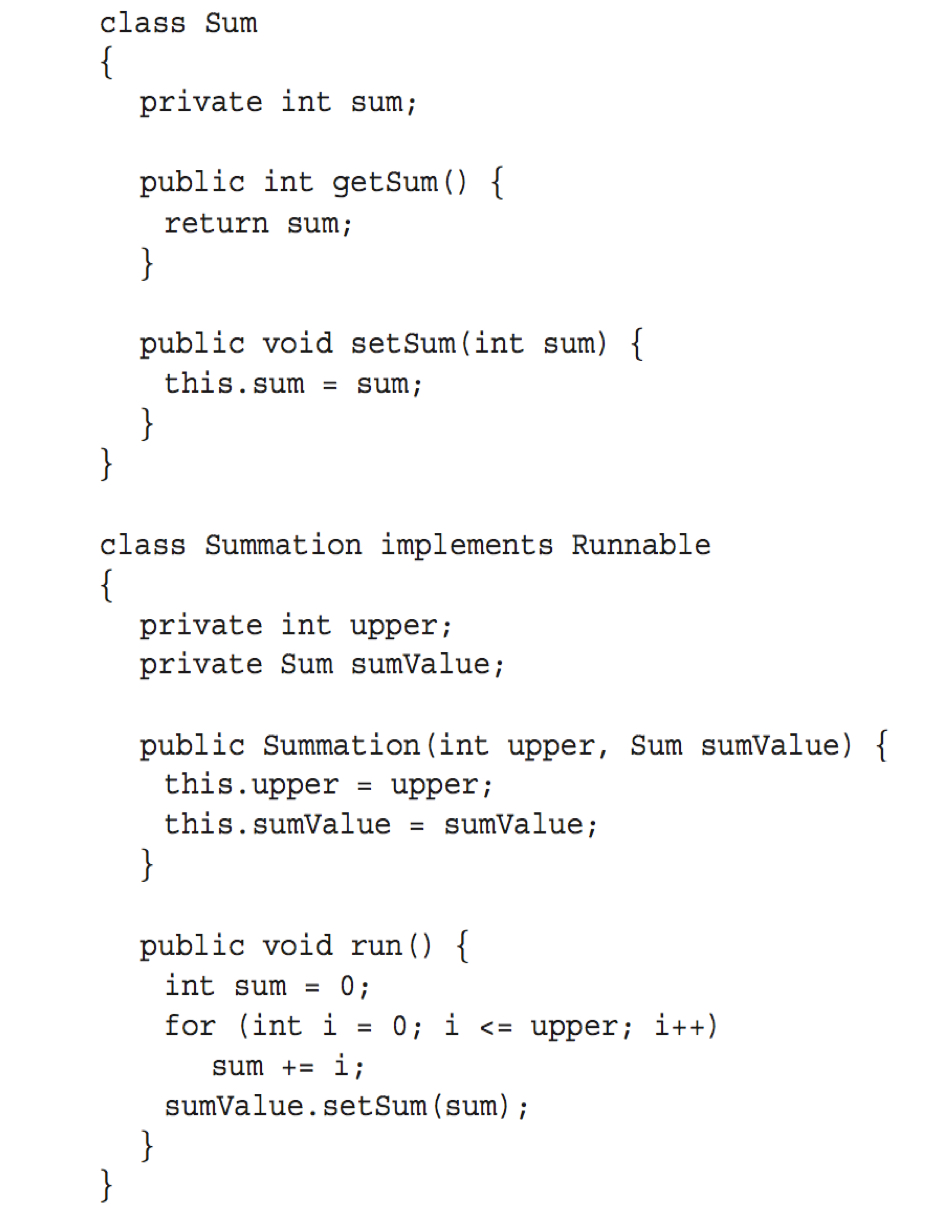 class Sum
{
private int sum;
public int getSum() {
return sum;
}
public void setSum(int sum) {
this.sum = sum;
}
}
class Summation implements Runnable
{
private int upper;
private Sum sumValue;
public Summation(int upper, Sum sumValue) {
this.upper = upper;
this.sumValue = sumValue;
}
public void run() {
int sum = 0;
for (int i = 0; i <= upper; i++)
sum += i;
sumValue.setSum(sum);
}
}